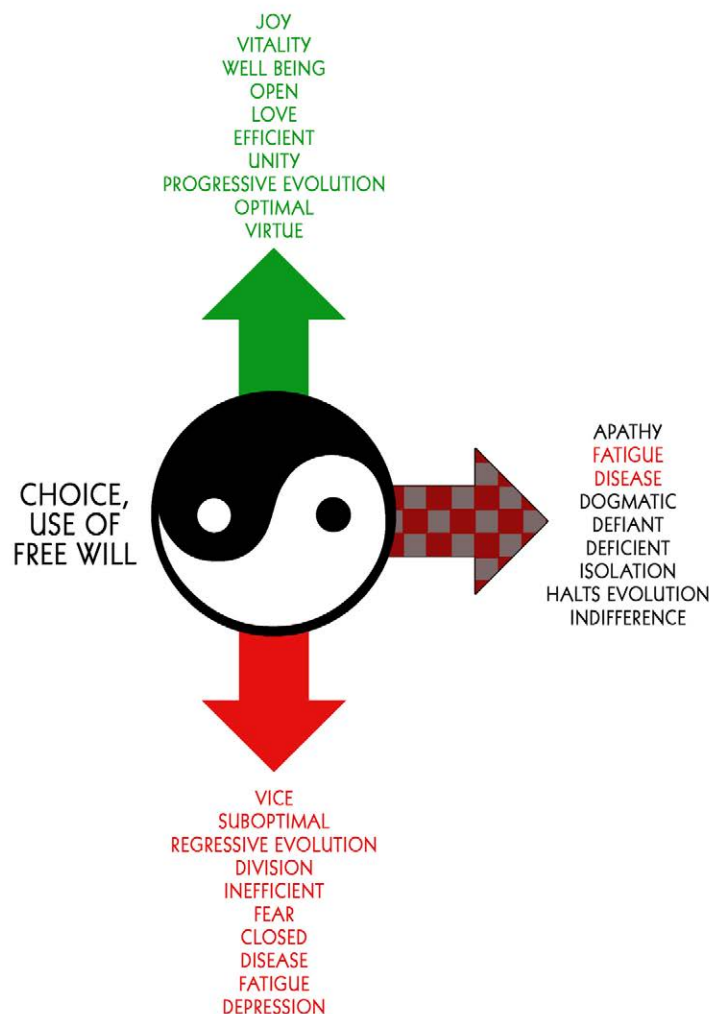 JOY
VITALITY
WELL BEING
OPEN
LOVE
EFFICIENT
UNITY
PROGRESSIVE EVOLUTION
OPTIMAL
VIRTUE
CHOICE,
USE OF
FREE WILL
APATHY
FATIGUE
DISEASE
DOGMATIC
DEFIANT
DEFICIENT
ISOLATION
HALTS EVOLUTION
INDIFFERENCE
VICE
SUBOPTIMAL
REGRESSIVE EVOLUTION
DIVISION
INEFFICIENT
FEAR
CLOSED
DISEASE
FATIGUE
DEPRESSION